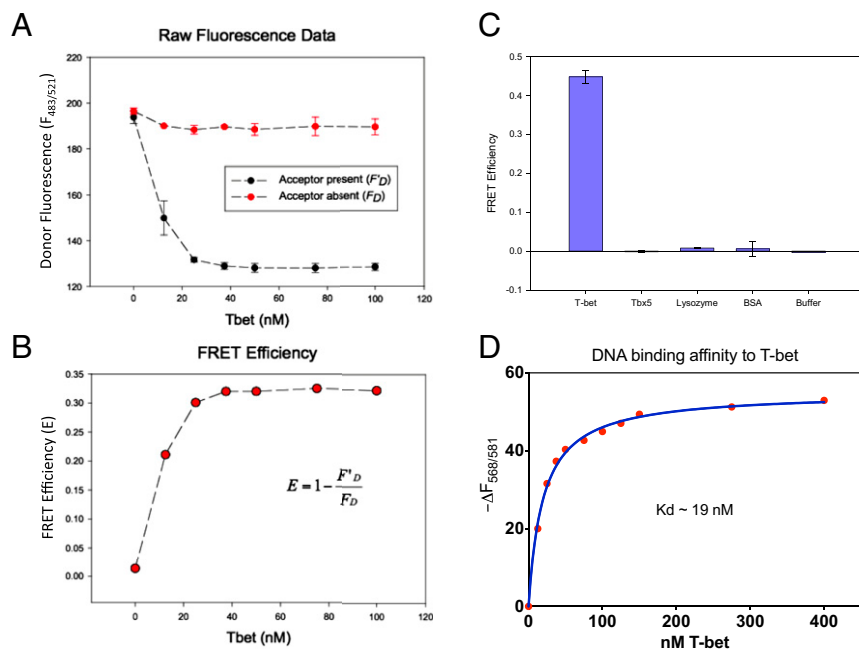 A
Raw Fluorescence Data
Donor Fluorescence (F483/521)
220
200
180
160
140
120
Acceptor present (F'D)
Acceptor absent (FD)
0
20
40
60
80
100
120
Tbet (nM)
B
FRET Efficiency
FRET Efficiency (E)
0.35
0.30
0.25
0.20
0.15
0.10
0.05
0.00
E = 1 - F'D / FD
0
20
40
60
80
100
120
Tbet (nM)
C
FRET Efficiency
0.5
0.4
0.3
0.2
0.1
0.0
-0.1
T-bet
Tbx5
Lysozyme
BSA
Buffer
D
DNA binding affinity to T-bet
−ΔF568/581
60
40
20
0
Kd ~ 19 nM
0
100
200
300
400
nM T-bet